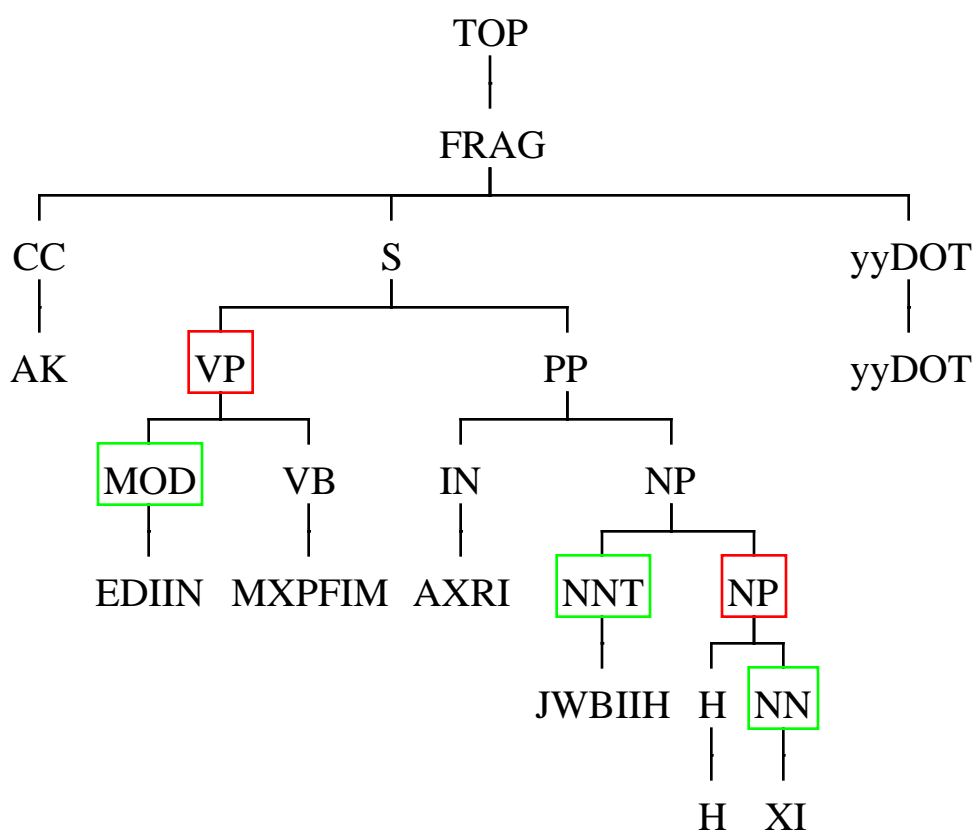 TOP
FRAG
CC S yyDOT
AK VP PP yyDOT
MOD VB IN NP
EDIIN MXPFIM AXRI NNT NP
JWBIIH H NN
H XI